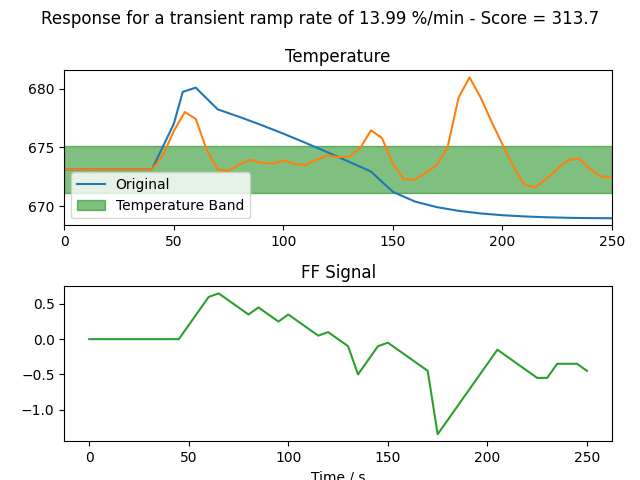 Response for a transient ramp rate of 13.99 %/min - Score = 313.7
Temperature
680
675
670
Original
Temperature Band
0 50 100 150 200 250
FF Signal
0.5
0.0
−0.5
−1.0
0 50 100 150 200 250
Time / s